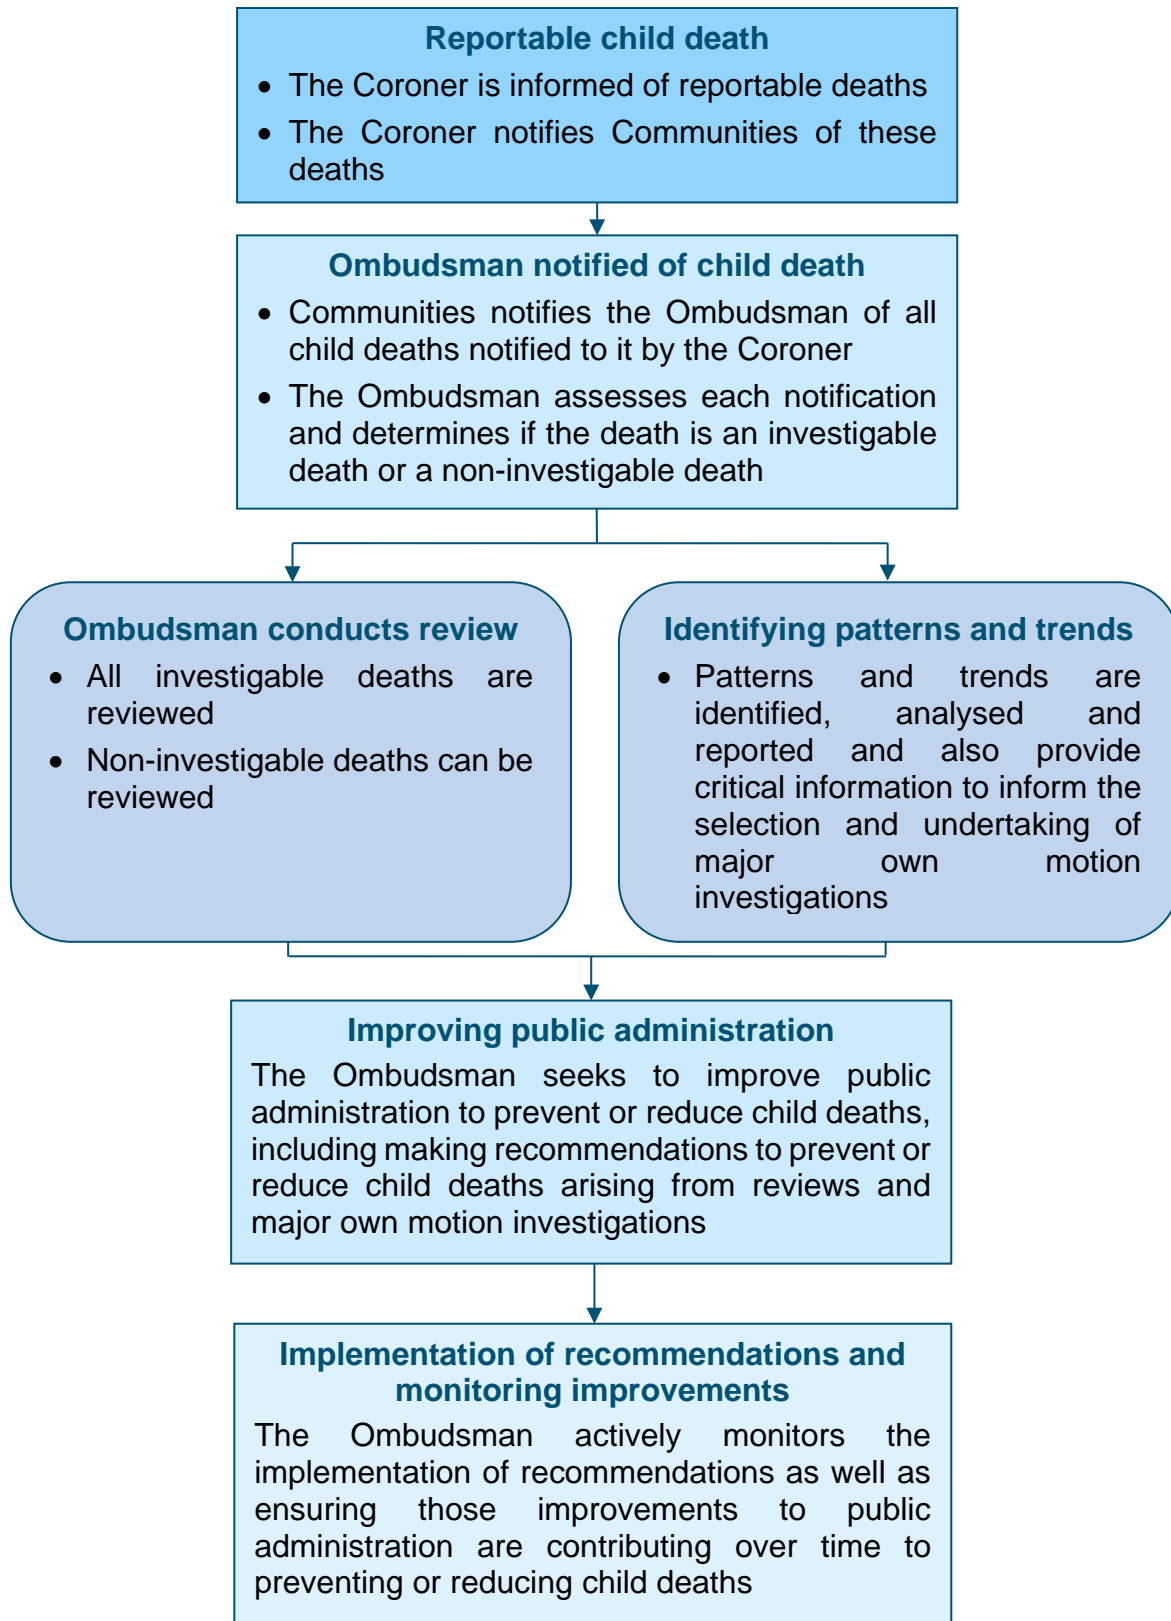 Reportable child death
• The Coroner is informed of reportable deaths
• The Coroner notifies Communities of these
deaths
Ombudsman notified of child death
• Communities notifies the Ombudsman of all
child deaths notified to it by the Coroner
• The Ombudsman assesses each notification
and determines if the death is an investigable
death or a non-investigable death
Ombudsman conducts review
• All investigable deaths are
reviewed
• Non-investigable deaths can be
reviewed
Identifying patterns and trends
• Patterns and trends are
identified, analysed and
reported and also provide
critical information to inform the
selection and undertaking of
major own motion
investigations
Improving public administration
The Ombudsman seeks to improve public
administration to prevent or reduce child deaths,
including making recommendations to prevent or
reduce child deaths arising from reviews and
major own motion investigations
Implementation of recommendations and
monitoring improvements
The Ombudsman actively monitors the
implementation of recommendations as well as
ensuring those improvements to public
administration are contributing over time to
preventing or reducing child deaths